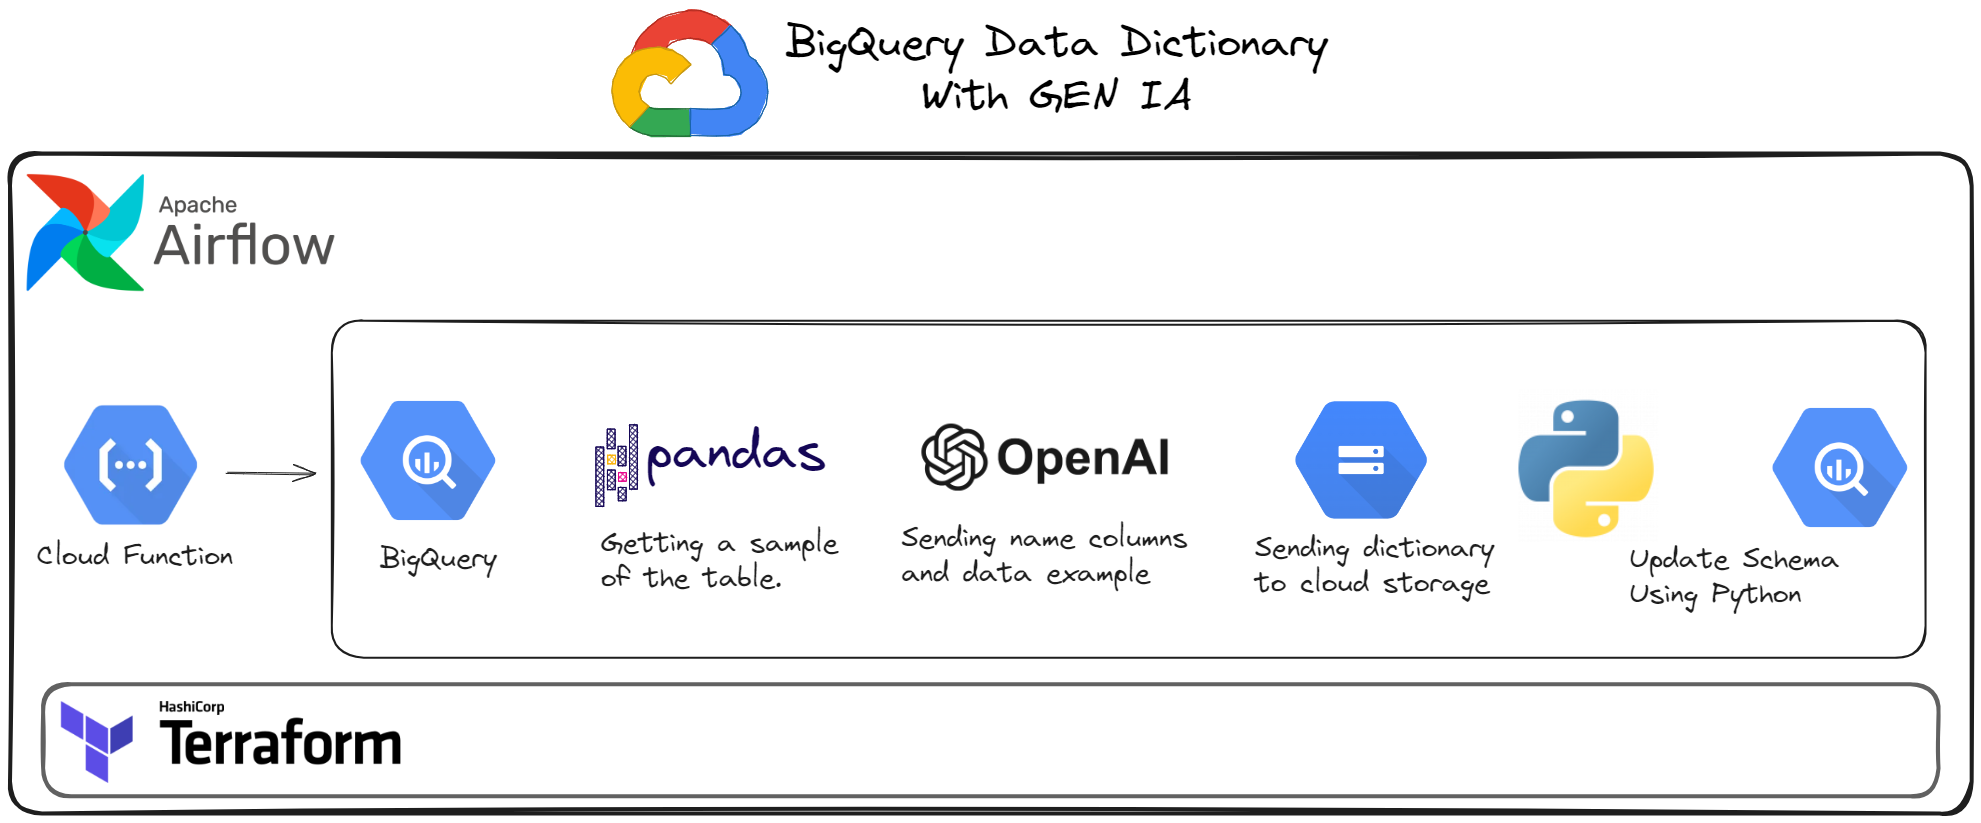 BigQuery Data Dictionary
With GEN IA
Apache
Airflow
Cloud Function
BigQuery
pandas
Getting a sample
of the table.
OpenAI
Sending name columns
and data example
Sending dictionary
to cloud storage
Update Schema
Using Python
HashiCorp
Terraform